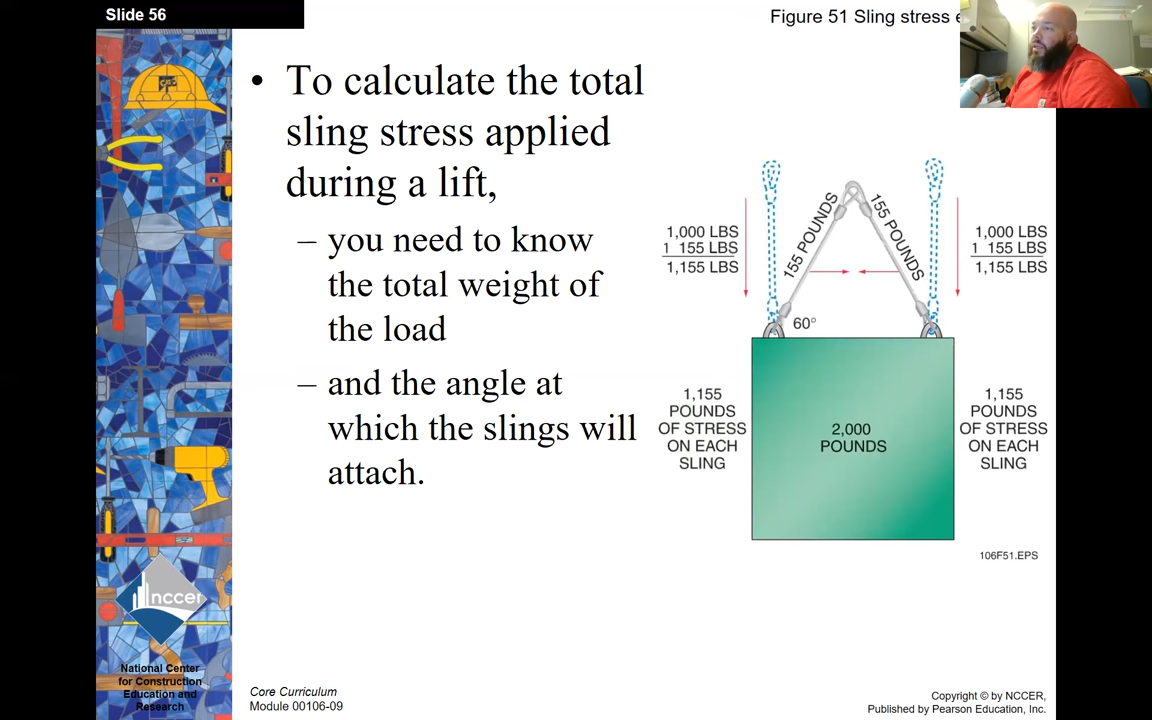 Slide 56
Figure 51 Sling stress
• To calculate the total
sling stress applied
during a lift,
– you need to know
the total weight of
the load
– and the angle at
which the slings will
attach.
155 POUNDS
155 POUNDS
1,000 LBS
1 155 LBS
1,155 LBS
1,000 LBS
1 155 LBS
1,155 LBS
60°
1,155
POUNDS
OF STRESS
ON EACH
SLING
2,000
POUNDS
1,155
POUNDS
OF STRESS
ON EACH
SLING
106F51.EPS
nccer
National Center
for Construction
Education and
Research
Core Curriculum
Module 00106-09
Copyright © by NCCER,
Published by Pearson Education, Inc.